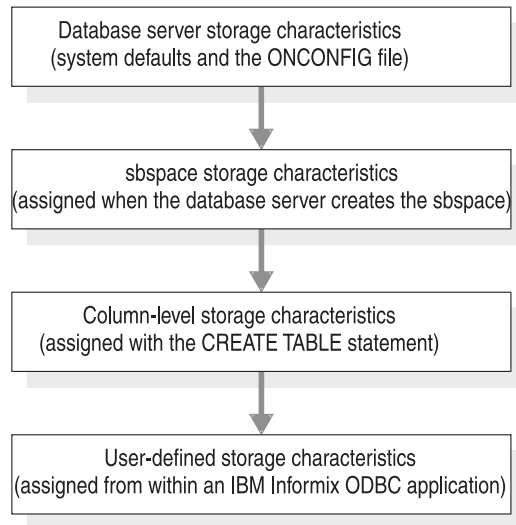 Database server storage characteristics
(system defaults and the ONCONFIG file)
sbspace storage characteristics
(assigned when the database server creates the sbspace)
Column-level storage characteristics
(assigned with the CREATE TABLE statement)
User-defined storage characteristics
(assigned from within an IBM Informix ODBC application)